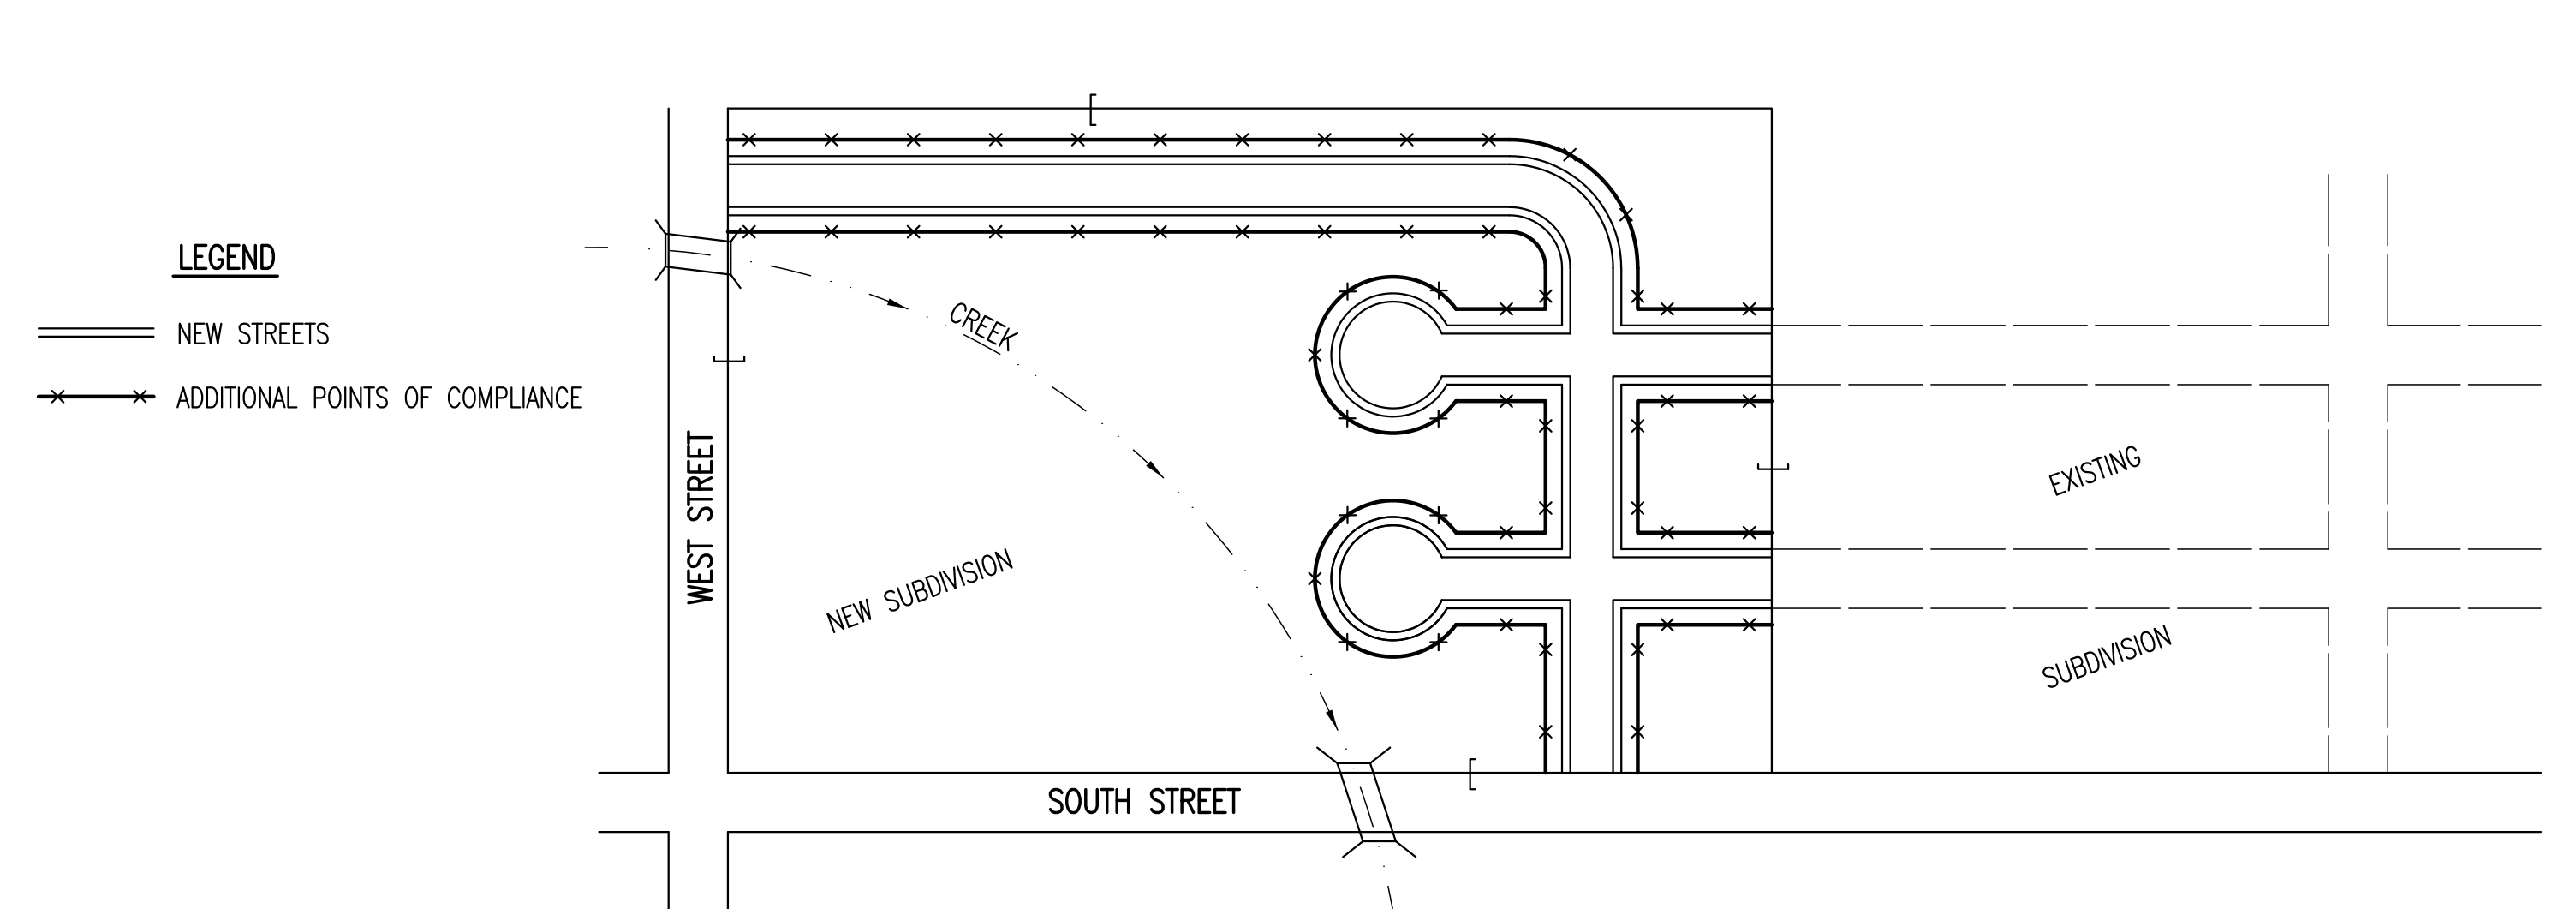 LEGEND
NEW STREETS
ADDITIONAL POINTS OF COMPLIANCE
WEST STREET
CREEK
NEW SUBDIVISION
SOUTH STREET
EXISTING
SUBDIVISION